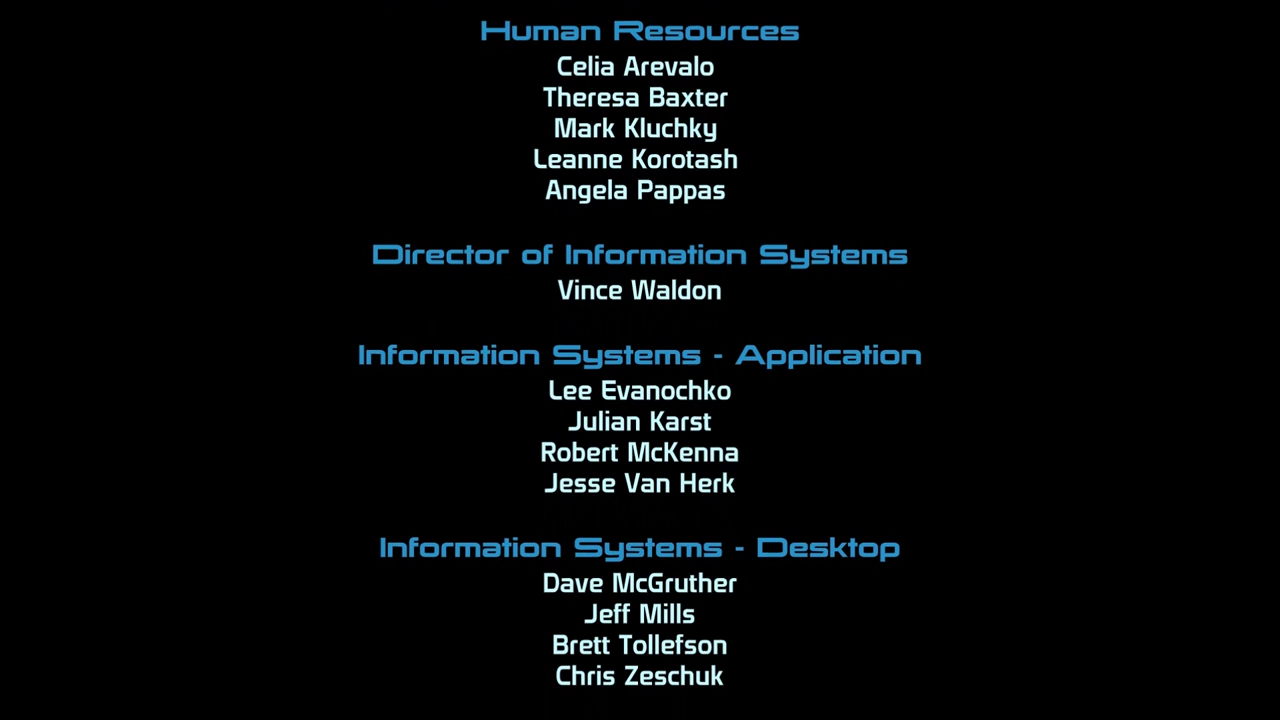 Human Resources
Celia Arevalo
Theresa Baxter
Mark Kluchky
Leanne Korotash
Angela Pappas
Director of Information Systems
Vince Waldon
Information Systems - Application
Lee Evanochko
Julian Karst
Robert McKenna
Jesse Van Herk
Information Systems - Desktop
Dave McGruther
Jeff Mills
Brett Tollefson
Chris Zeschuk